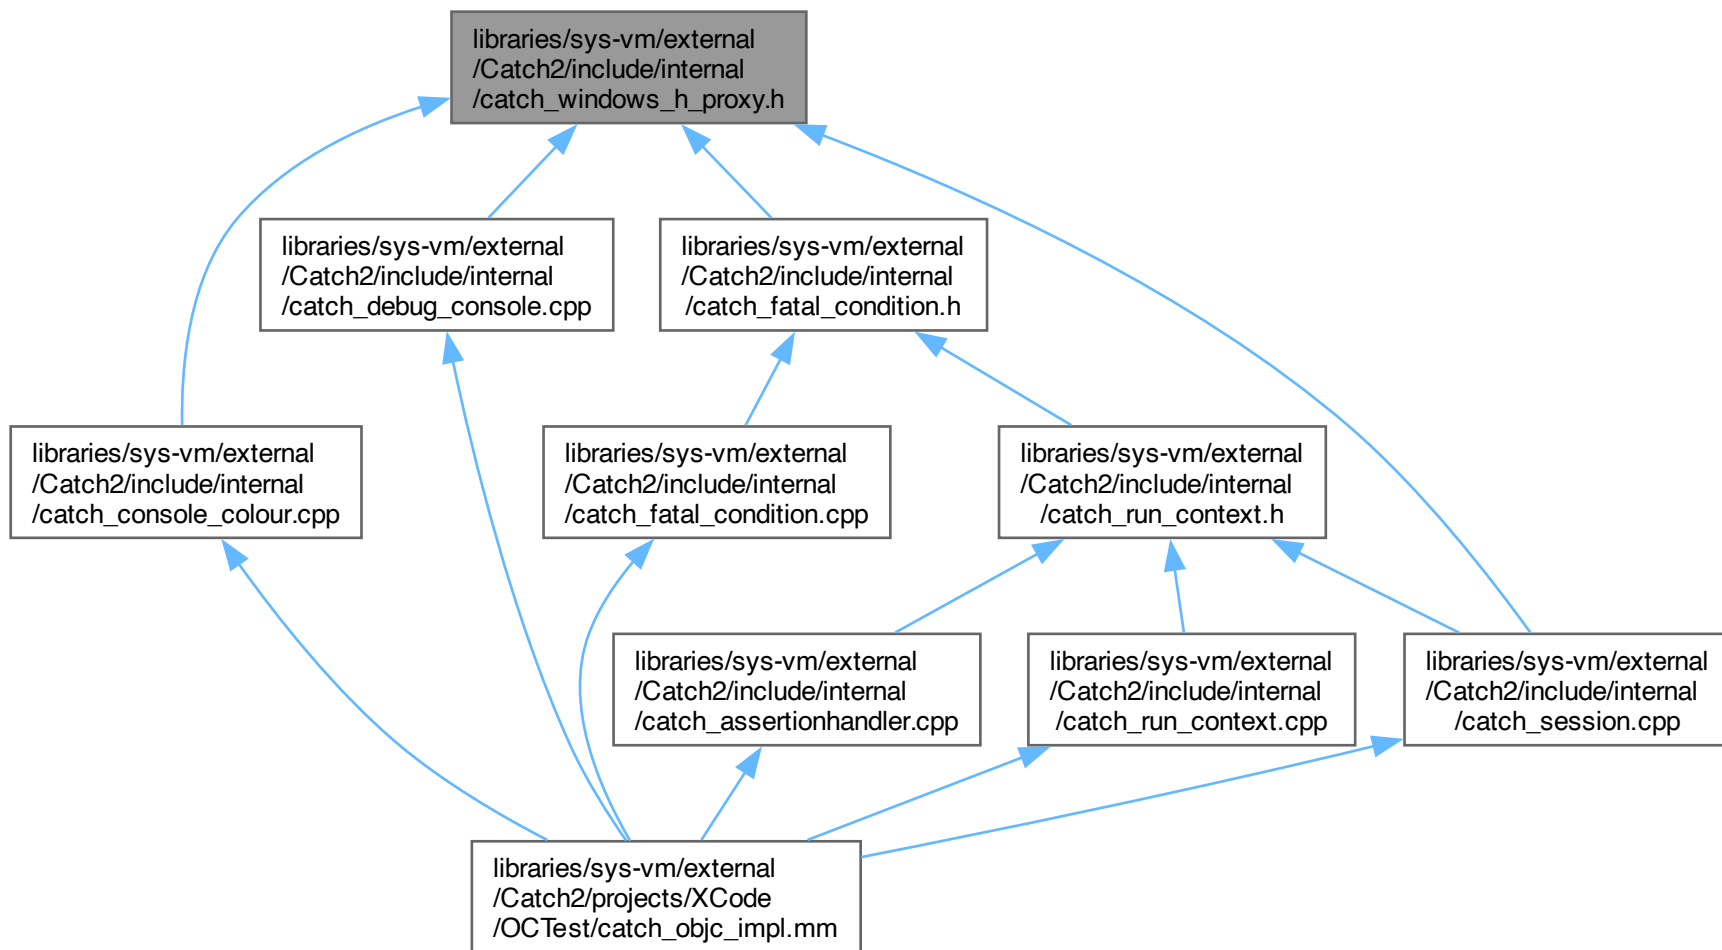 libraries/sys-vm/external
/Catch2/include/internal
/catch_windows_h_proxy.h
libraries/sys-vm/external
/Catch2/include/internal
/catch_debug_console.cpp
libraries/sys-vm/external
/Catch2/include/internal
/catch_fatal_condition.h
libraries/sys-vm/external
/Catch2/include/internal
/catch_console_colour.cpp
libraries/sys-vm/external
/Catch2/include/internal
/catch_fatal_condition.cpp
libraries/sys-vm/external
/Catch2/include/internal
/catch_run_context.h
libraries/sys-vm/external
/Catch2/include/internal
/catch_assertionhandler.cpp
libraries/sys-vm/external
/Catch2/include/internal
/catch_run_context.cpp
libraries/sys-vm/external
/Catch2/include/internal
/catch_session.cpp
libraries/sys-vm/external
/Catch2/projects/XCode
/OCTest/catch_objc_impl.mm